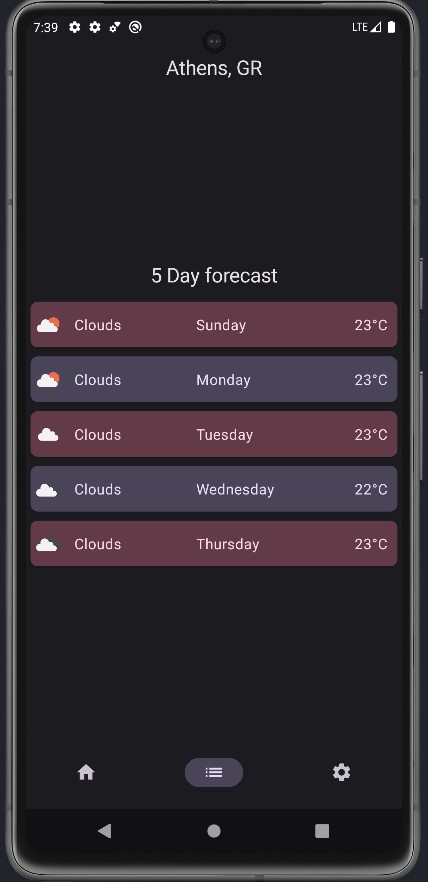 7:39 LTE
Athens, GR
5 Day forecast
Clouds Sunday 23°C
Clouds Monday 23°C
Clouds Tuesday 23°C
Clouds Wednesday 22°C
Clouds Thursday 23°C